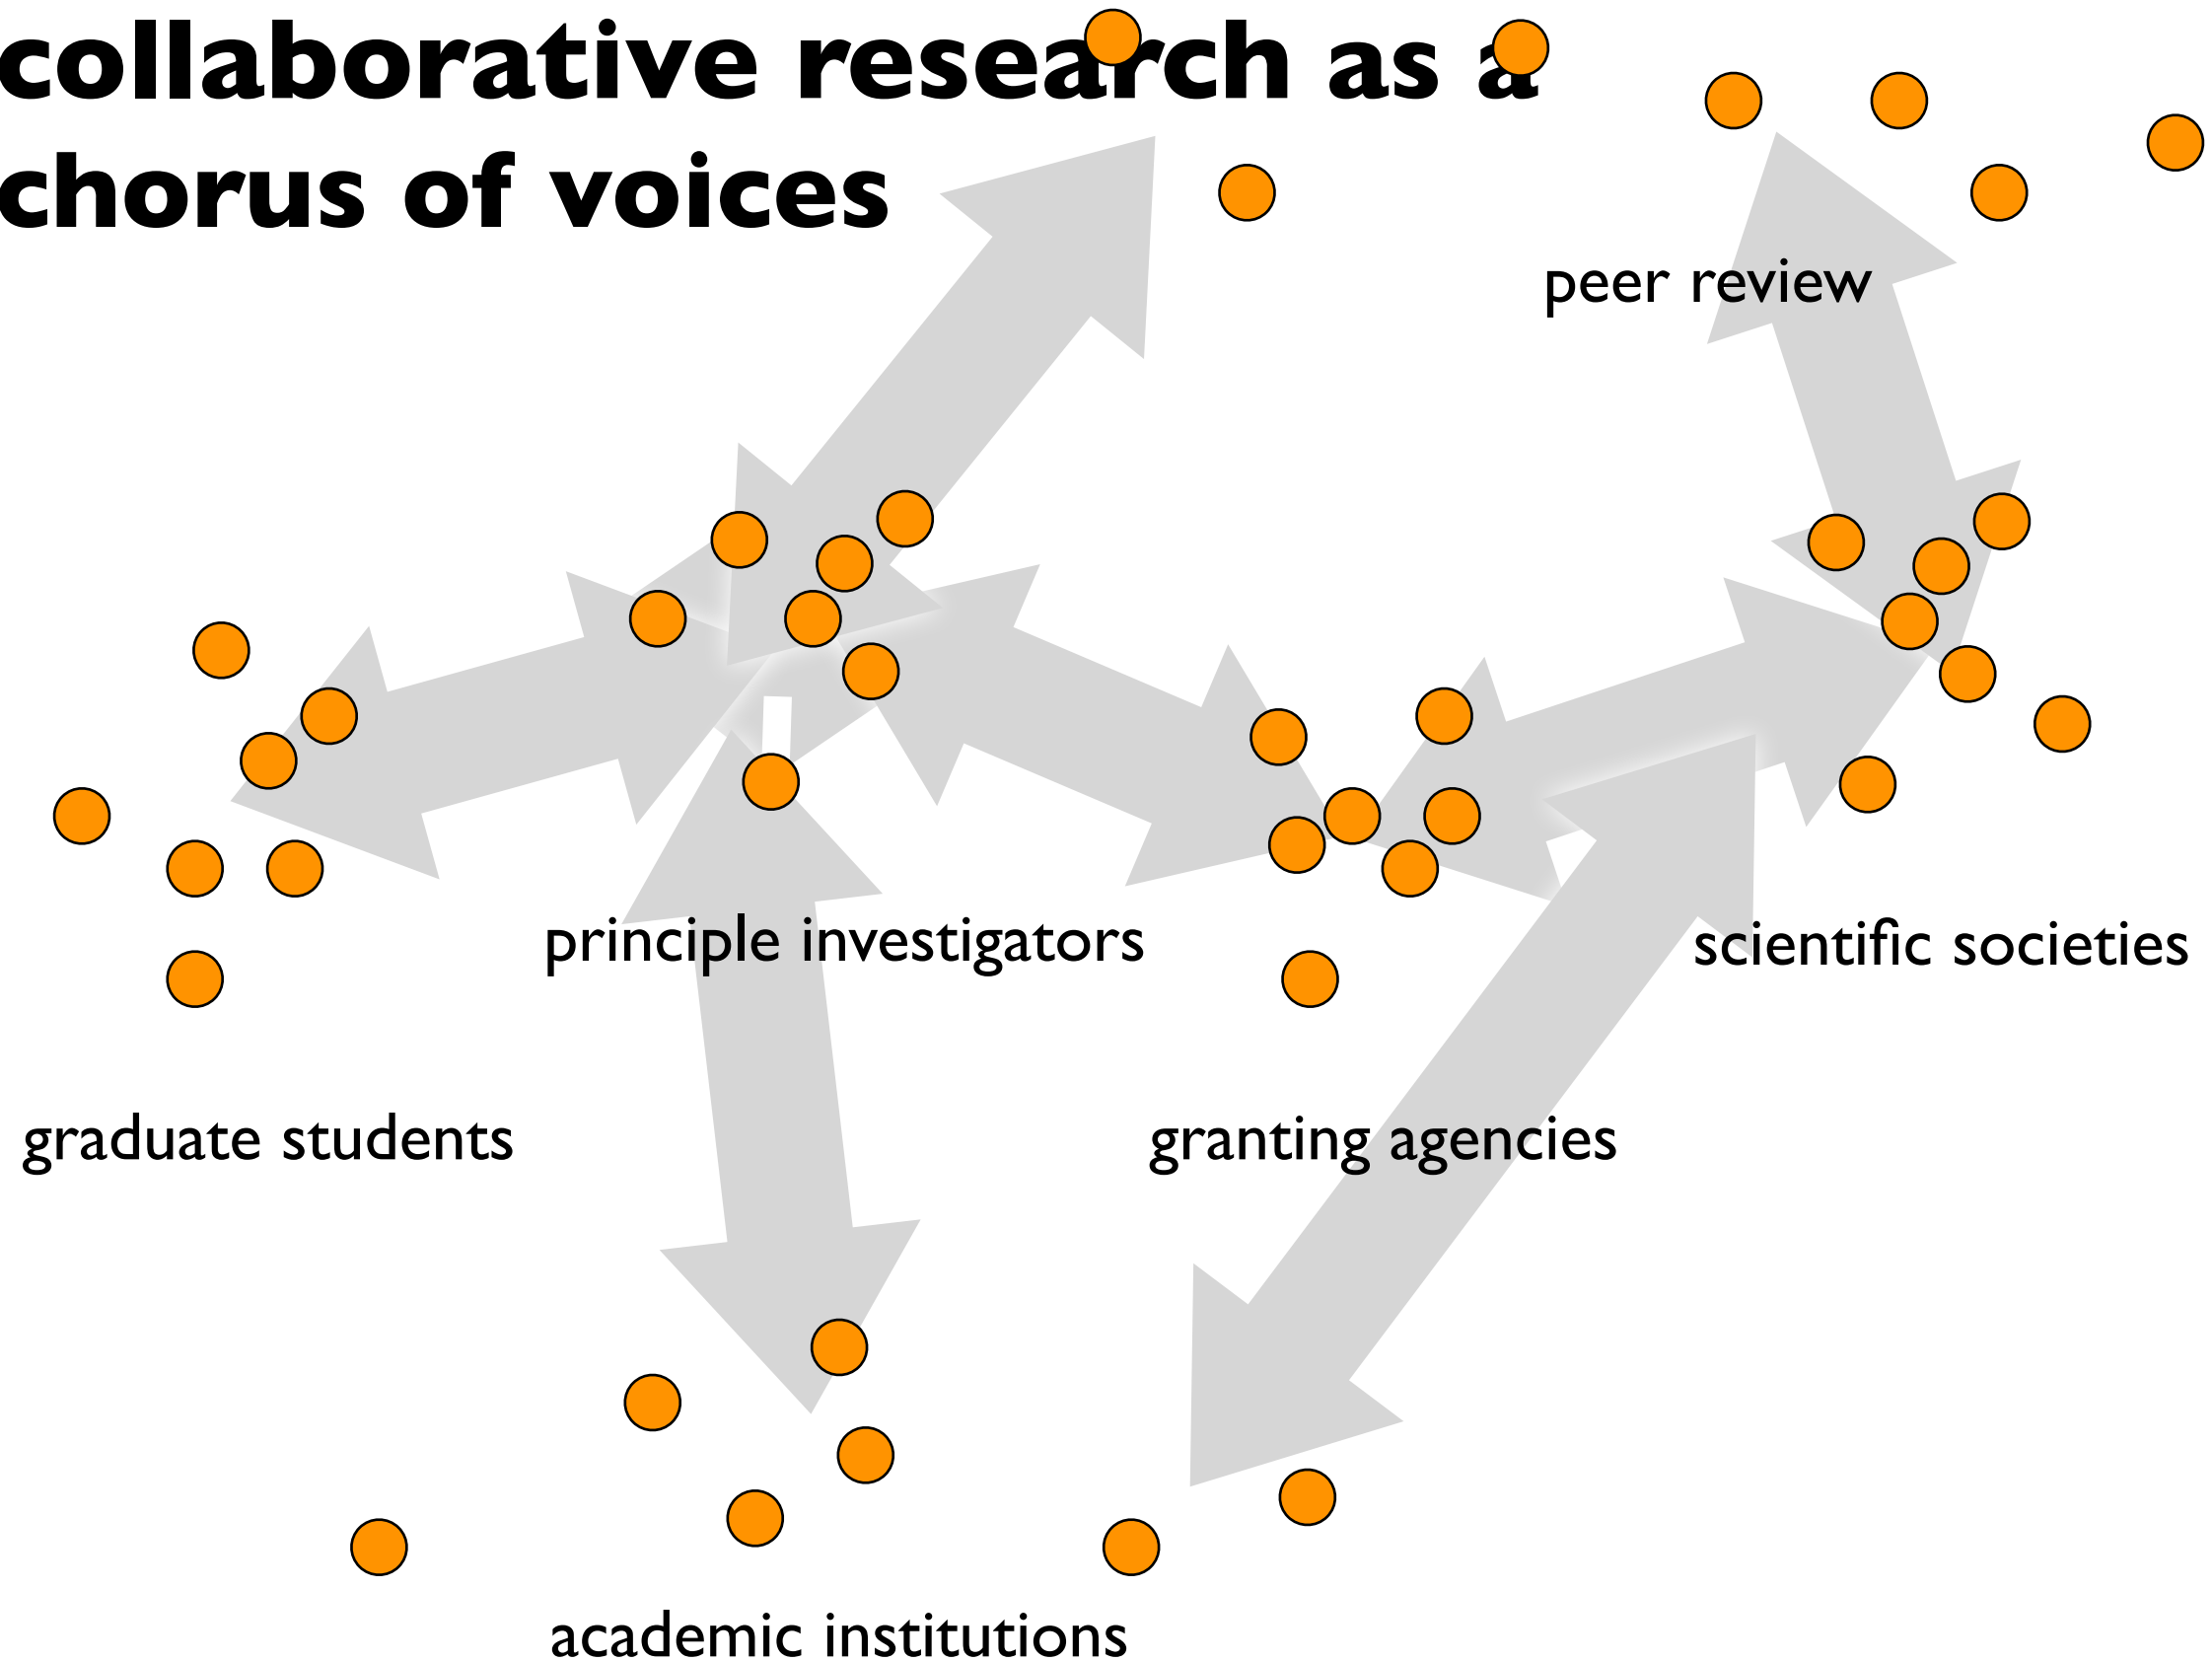 collaborative research as a
chorus of voices
peer review
principle investigators
scientific societies
graduate students
granting agencies
academic institutions